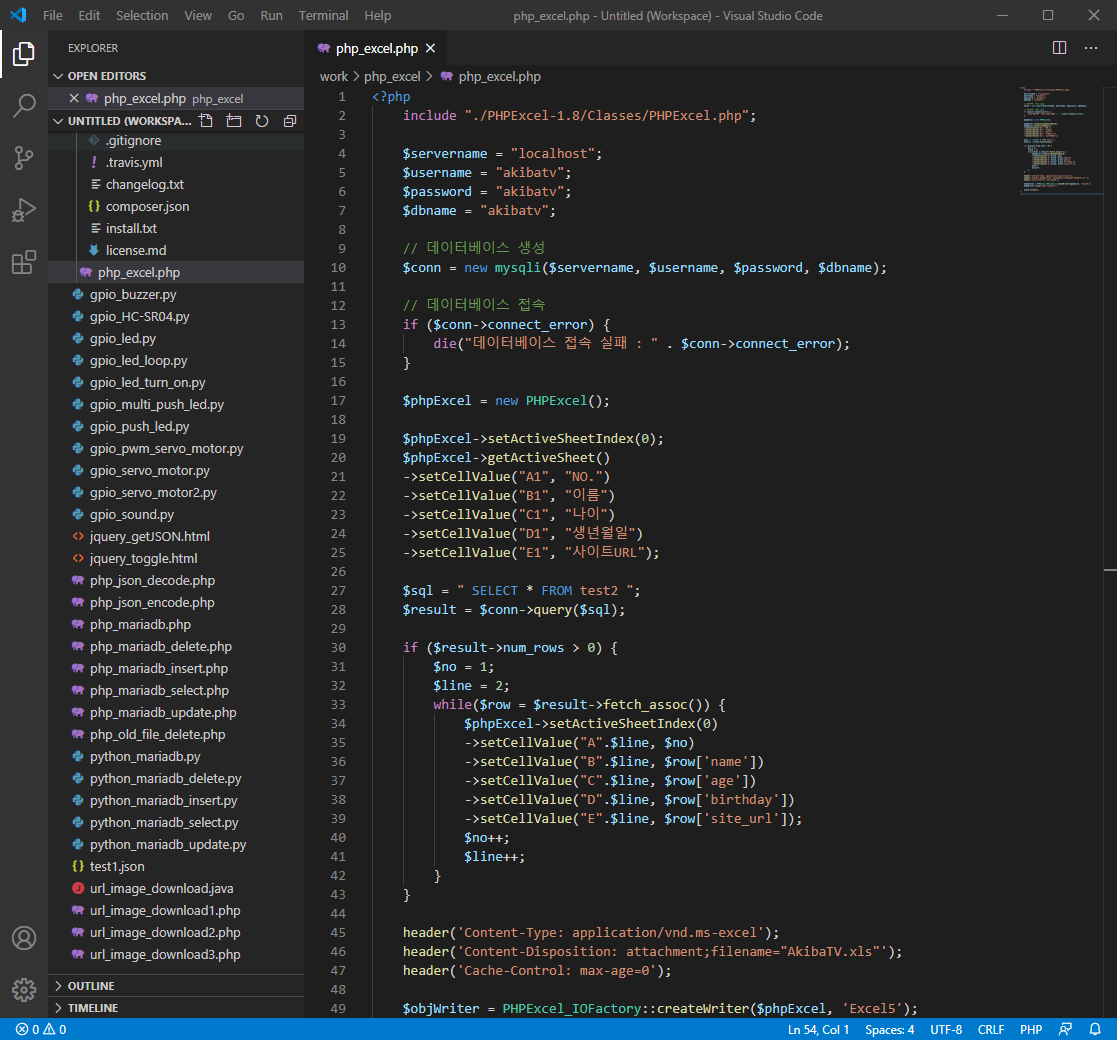 File Edit Selection View Go Run Terminal Help php_excel.php - Untitled (Workspace) - Visual Studio Code
EXPLORER
OPEN EDITORS
php_excel.php php_excel
UNTITLED (WORKSPA...
.gitignore
.travis.yml
changelog.txt
composer.json
install.txt
license.md
php_excel.php
gpio_buzzer.py
gpio_HC-SR04.py
gpio_led.py
gpio_led_loop.py
gpio_led_turn_on.py
gpio_multi_push_led.py
gpio_push_led.py
gpio_pwm_servo_motor.py
gpio_servo_motor.py
gpio_servo_motor2.py
gpio_sound.py
jquery_getJSON.html
jquery_toggle.html
php_json_decode.php
php_json_encode.php
php_mariadb.php
php_mariadb_delete.php
php_mariadb_insert.php
php_mariadb_select.php
php_mariadb_update.php
php_old_file_delete.php
python_mariadb.py
python_mariadb_delete.py
python_mariadb_insert.py
python_mariadb_select.py
python_mariadb_update.py
test1.json
url_image_download.java
url_image_download1.php
url_image_download2.php
url_image_download3.php
OUTLINE
TIMELINE
php_excel.php
work > php_excel > php_excel.php
1 <?php
2 include "./PHPExcel-1.8/Classes/PHPExcel.php";
3
4 $servername = "localhost";
5 $username = "akibatv";
6 $password = "akibatv";
7 $dbname = "akibatv";
8
9 // 데이터베이스 생성
10 $conn = new mysqli($servername, $username, $password, $dbname);
11
12 // 데이터베이스 접속
13 if ($conn->connect_error) {
14 die("데이터베이스 접속 실패 : " . $conn->connect_error);
15 }
16
17 $phpExcel = new PHPExcel();
18
19 $phpExcel->setActiveSheetIndex(0);
20 $phpExcel->getActiveSheet()
21 ->setCellValue("A1", "NO.")
22 ->setCellValue("B1", "이름")
23 ->setCellValue("C1", "나이")
24 ->setCellValue("D1", "생년월일")
25 ->setCellValue("E1", "사이트URL");
26
27 $sql = " SELECT * FROM test2 ";
28 $result = $conn->query($sql);
29
30 if ($result->num_rows > 0) {
31 $no = 1;
32 $line = 2;
33 while($row = $result->fetch_assoc()) {
34 $phpExcel->setActiveSheetIndex(0)
35 ->setCellValue("A".$line, $no)
36 ->setCellValue("B".$line, $row['name'])
37 ->setCellValue("C".$line, $row['age'])
38 ->setCellValue("D".$line, $row['birthday'])
39 ->setCellValue("E".$line, $row['site_url']);
40 $no++;
41 $line++;
42 }
43 }
44
45 header('Content-Type: application/vnd.ms-excel');
46 header('Content-Disposition: attachment;filename="AkibaTV.xls"');
47 header('Cache-Control: max-age=0');
48
49 $objWriter = PHPExcel_IOFactory::createWriter($phpExcel, 'Excel5');
0 0 Ln 54, Col 1 Spaces: 4 UTF-8 CRLF PHP